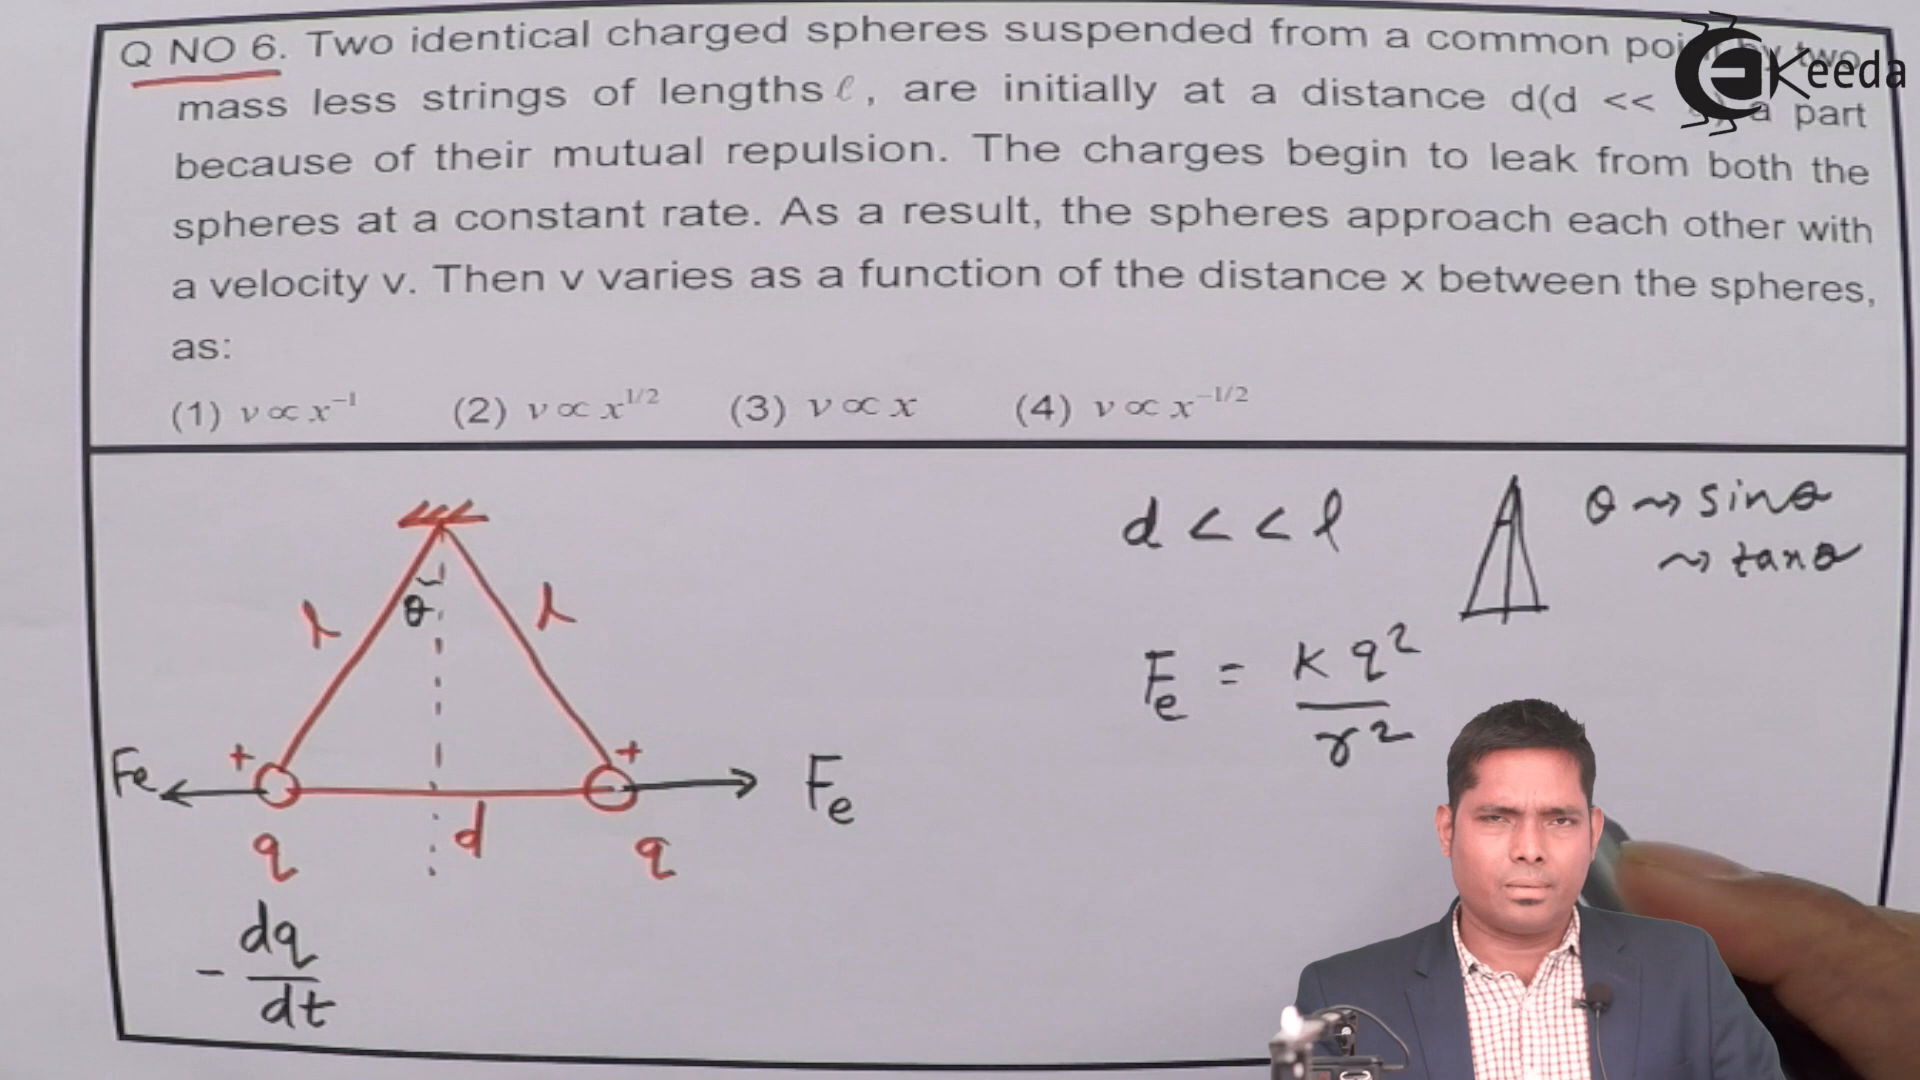 Q NO 6. Two identical charged spheres suspended from a common by two
Keeda
mass less strings of lengths ℓ, are initially at a distance d(d << a part
because of their mutual repulsion. The charges begin to leak from both the
spheres at a constant rate. As a result, the spheres approach each other with
a velocity v. Then v varies as a function of the distance x between the spheres,
as:
(1) v∝x⁻¹ (2) v∝x^{1/2} (3) v∝x (4) v∝x^{-1/2}
d << l
θ ~> sinθ
~> tanθ
l θ l
Fe = Kq²/r²
Fe + + Fe
q d q
-dq/dt